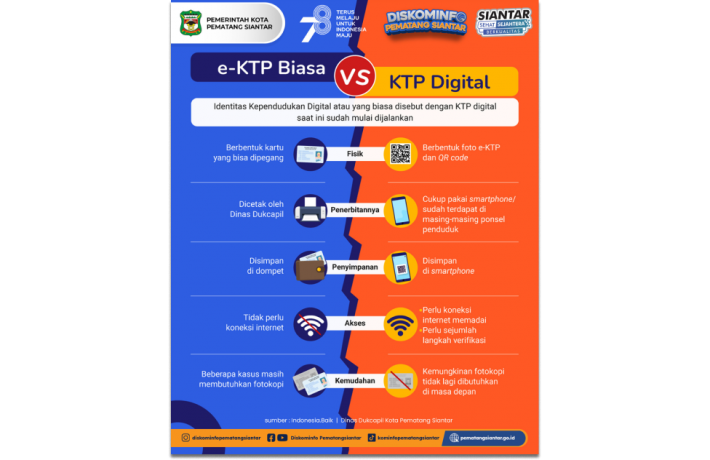 PEMERINTAH KOTA
PEMATANG SIANTAR
78
TERUS
MELAJU
UNTUK
INDONESIA
MAJU
DISKOMINFO
PEMATANG SIANTAR
SIANTAR
SEHAT SEJAHTERA
BERKUALITAS
e-KTP Biasa
VS
KTP Digital
Identitas Kependudukan Digital atau yang biasa disebut dengan KTP digital
saat ini sudah mulai dijalankan
Berbentuk kartu
yang bisa dipegang
Fisik
Berbentuk foto e-KTP
dan QR code
Dicetak oleh
Dinas Dukcapil
Penerbitannya
Cukup pakai smartphone/
sudah terdapat di
masing-masing ponsel
penduduk
Disimpan
di dompet
Penyimpanan
Disimpan
di smartphone
Tidak perlu
koneksi internet
Akses
-Perlu koneksi
internet memadai
-Perlu sejumlah
langkah verifikasi
Beberapa kasus masih
membutuhkan fotokopi
Kemudahan
Kemungkinan fotokopi
tidak lagi dibutuhkan
di masa depan
sumber : indonesia.Baik | Dinas Dukcapil Kota Pematang Siantar
diskominfopematangsiantar
Diskominfo Pematangsiantar
kominfopematangsiantar
pematangsiantar.go.id